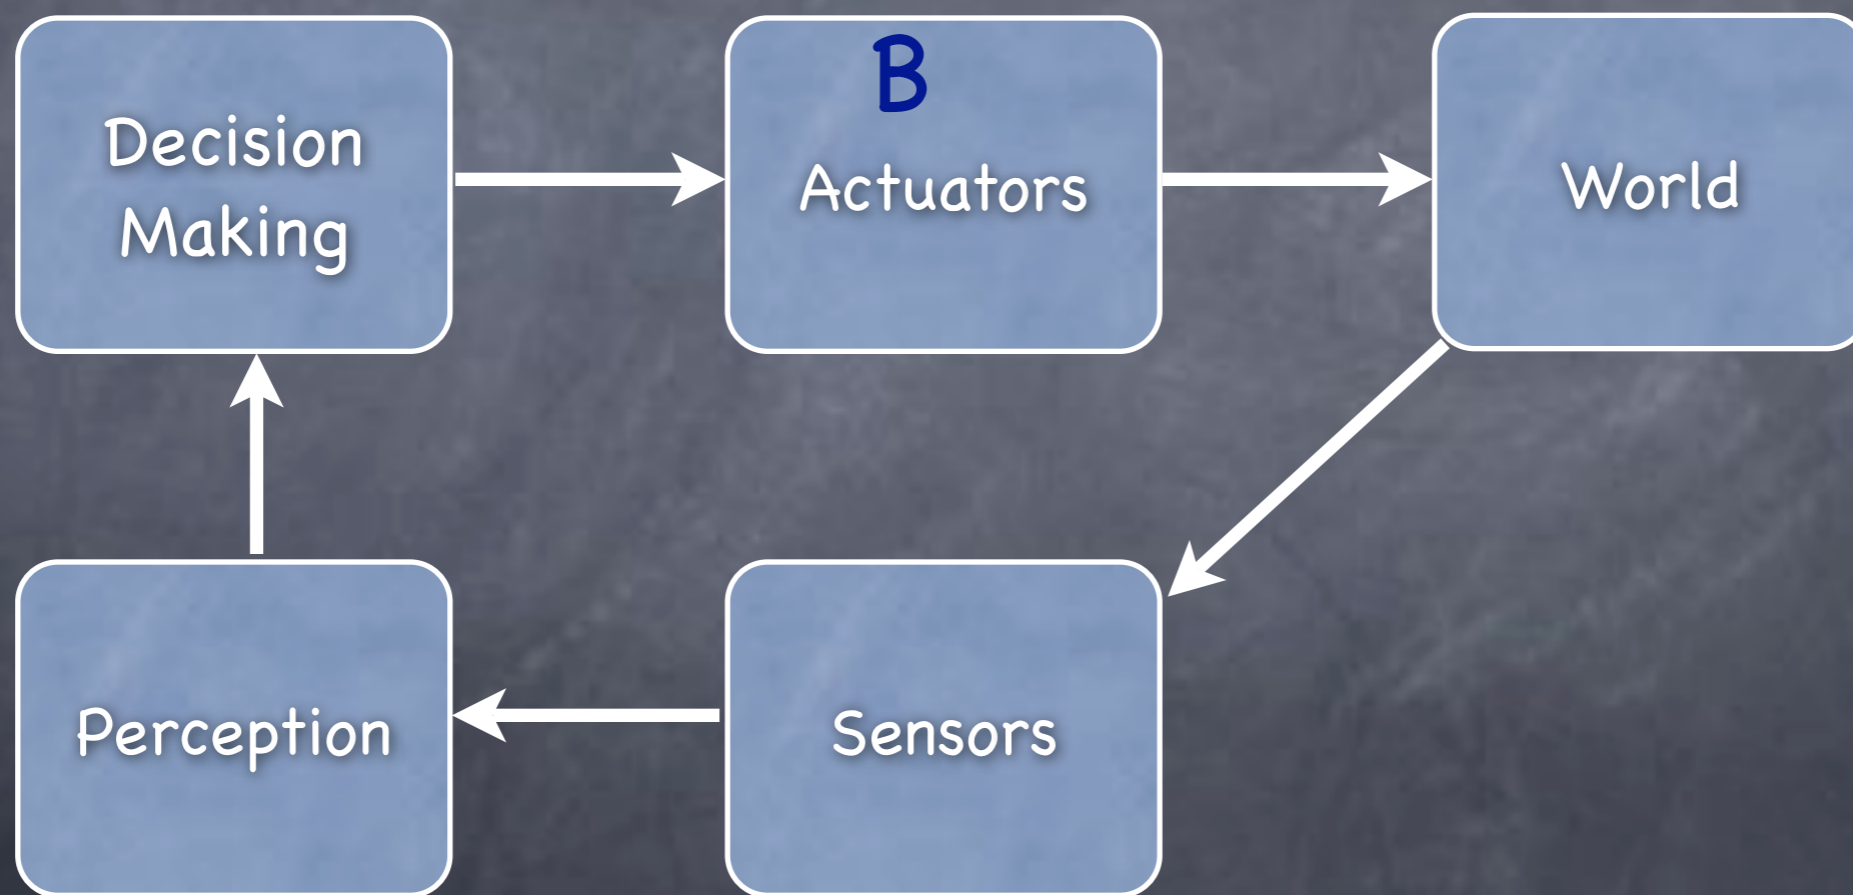 Decision
Making
B
Actuators
World
Perception
Sensors